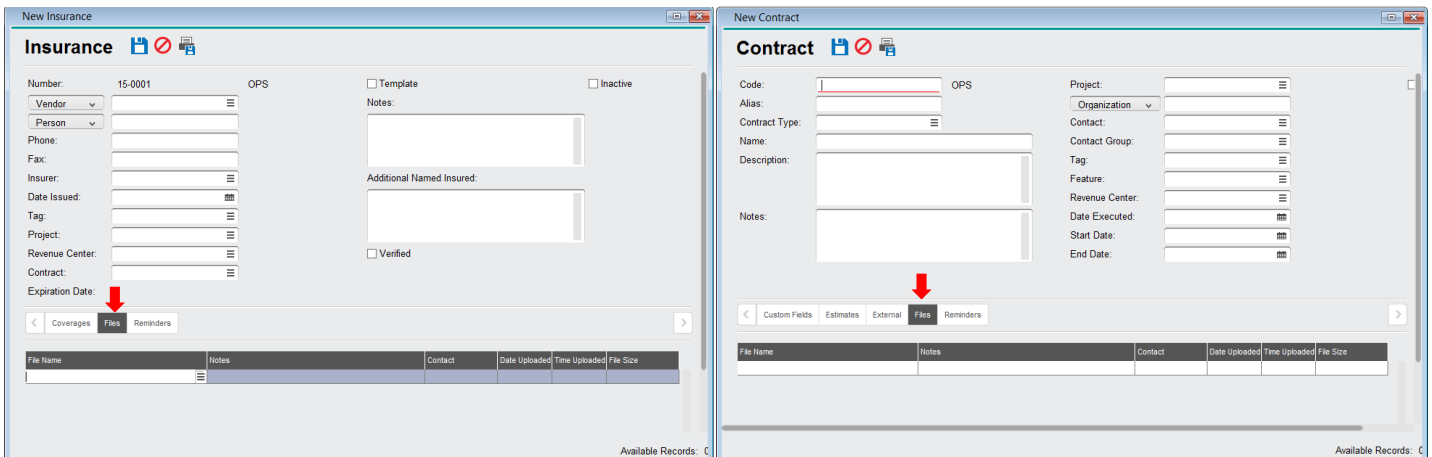 New Insurance
Insurance
Number: 15-0001 OPS Template Inactive
Vendor Notes:
Person
Phone:
Fax:
Insurer: Additional Named Insured:
Date Issued:
Tag:
Project:
Revenue Center: Verified
Contract:
Expiration Date:
Coverages Files Reminders
File Name Notes Contact Date Uploaded Time Uploaded File Size
Available Records: 0
New Contract
Contract
Code: OPS Project:
Alias: Organization
Contract Type: Contact:
Name: Contact Group:
Description: Tag:
Feature:
Revenue Center:
Notes: Date Executed:
Start Date:
End Date:
Custom Fields Estimates External Files Reminders
File Name Notes Contact Date Uploaded Time Uploaded File Size
Available Records: